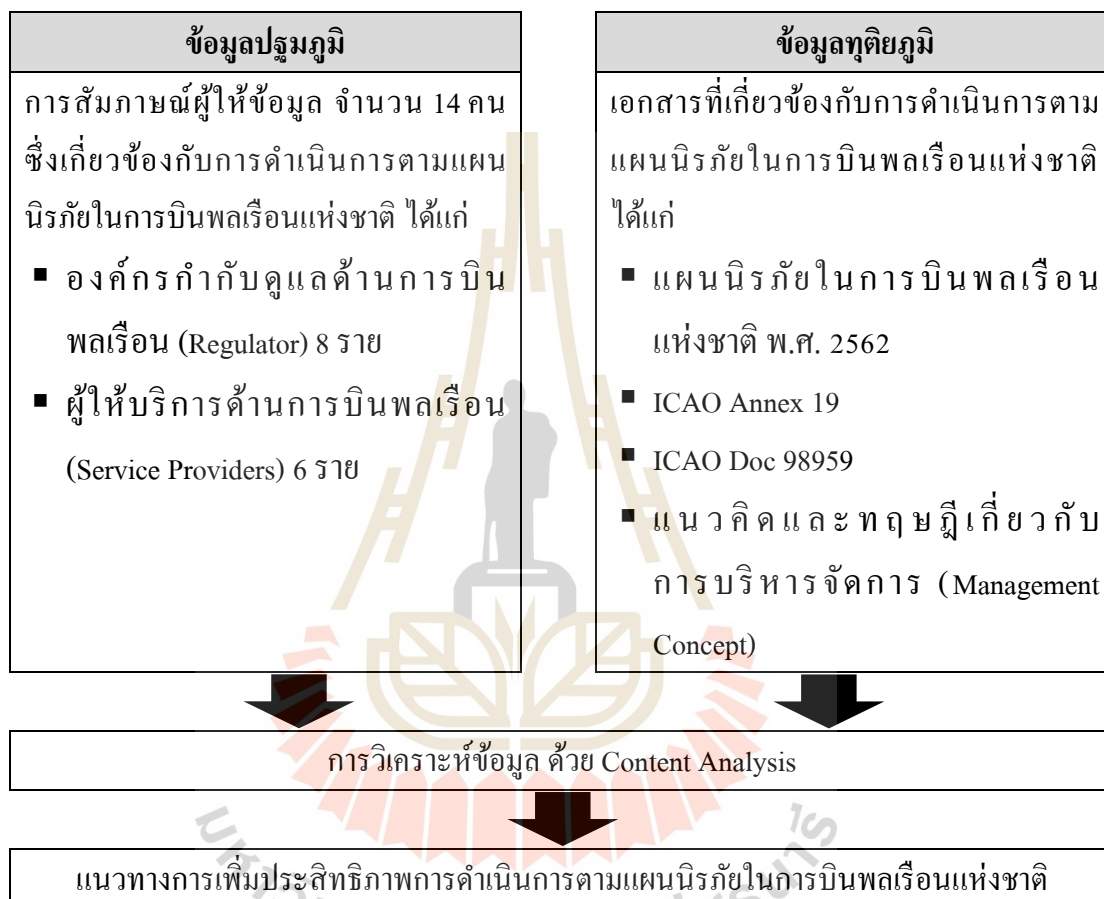 ข้อมูลปฐมภูมิ
การสัมภาษณ์ผู้ให้ข้อมูล จำนวน 14 คน
ซึ่งเกี่ยวข้องกับการดำเนินการตามแผน
นิรภัยในการบินพลเรือนแห่งชาติ ได้แก่
▪ องค์กรกำกับดูแลด้านการบิน
พลเรือน (Regulator) 8 ราย
▪ ผู้ให้บริการด้านการบินพลเรือน
(Service Providers) 6 ราย
ข้อมูลทุติยภูมิ
เอกสารที่เกี่ยวข้องกับการดำเนินการตาม
แผนนิรภัยในการบินพลเรือนแห่งชาติ
ได้แก่
▪ แผนนิรภัยในการบินพลเรือน
แห่งชาติ พ.ศ. 2562
▪ ICAO Annex 19
▪ ICAO Doc 98959
▪ แนวคิดและทฤษฎีเกี่ยวกับ
การบริหารจัดการ (Management
Concept)
การวิเคราะห์ข้อมูล ด้วย Content Analysis
แนวทางการเพิ่มประสิทธิภาพการดำเนินการตามแผนนิรภัยในการบินพลเรือนแห่งชาติ